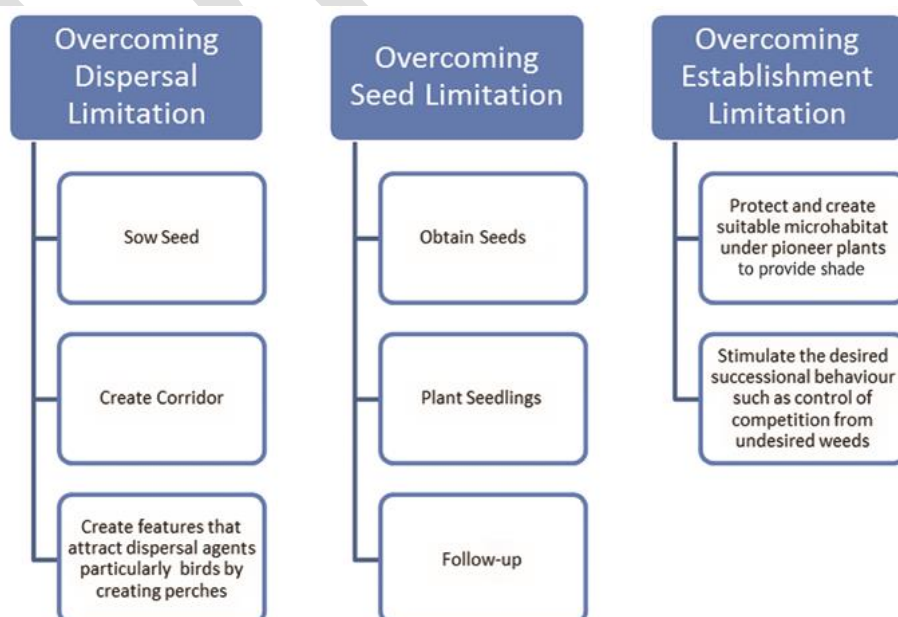 Overcoming
Dispersal
Limitation
Sow Seed
Create Corridor
Create features that
attract dispersal agents
particularly birds by
creating perches
Overcoming
Seed Limitation
Obtain Seeds
Plant Seedlings
Follow-up
Overcoming
Establishment
Limitation
Protect and create
suitable microhabitat
under pioneer plants
to provide shade
Stimulate the desired
successional behaviour
such as control of
competition from
undesired weeds